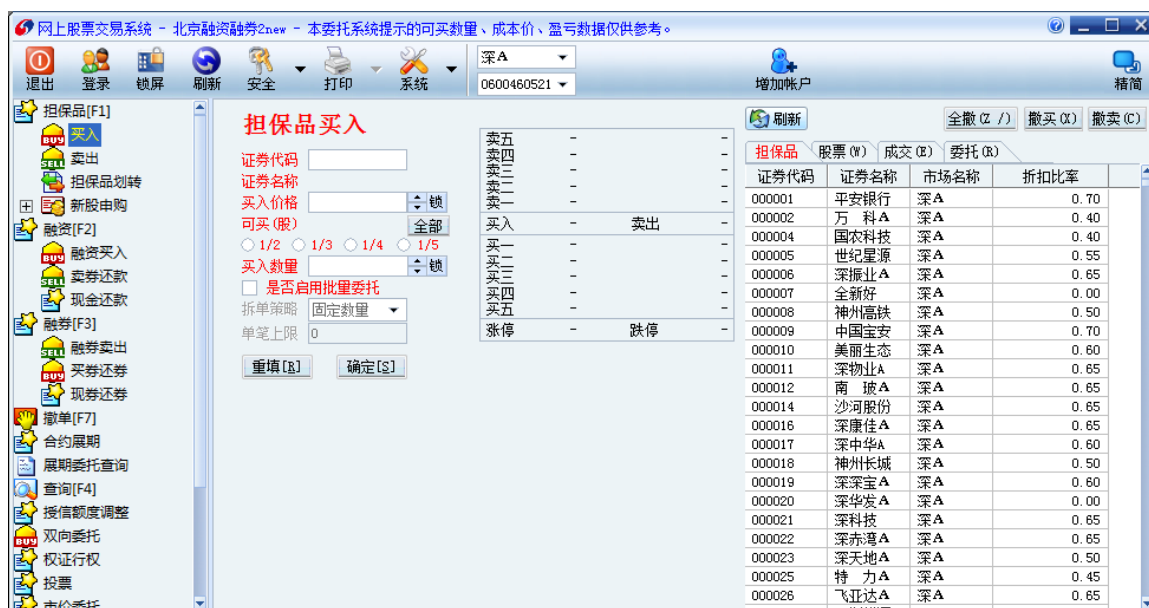 网上股票交易系统 - 北京融资融券2new - 本委托系统提示的可买数量、成本价、盈亏数据仅供参考。
退出 登录 锁屏 刷新 安全 打印 系统 深A 0600460521 增加帐户 精简
担保品[F1]
买入
卖出
担保品划转
新股申购
融资[F2]
融资买入
卖券还款
现金还款
融券[F3]
融券卖出
买券还券
现券还券
撤单[F7]
合约展期
展期委托查询
查询[F4]
授信额度调整
双向委托
权证行权
投票
市价委托
担保品买入
证券代码
证券名称
买入价格 锁
可买(股) 全部
1/2 1/3 1/4 1/5
买入数量 锁
是否启用批量委托
拆单策略 固定数量
单笔上限 0
重填[R] 确定[S]
卖五 - -
卖四 - -
卖三 - -
卖二 - -
卖一 - -
买入 - 卖出 -
买一 - -
买二 - -
买三 - -
买四 - -
买五 - -
涨停 - 跌停 -
刷新 全撤(Z /) 撤买(X) 撤卖(C)
担保品 股票(W) 成交(E) 委托(R)
证券代码 证券名称 市场名称 折扣比率
000001 平安银行 深A 0.70
000002 万 科A 深A 0.40
000004 国农科技 深A 0.40
000005 世纪星源 深A 0.55
000006 深振业A 深A 0.65
000007 全新好 深A 0.00
000008 神州高铁 深A 0.50
000009 中国宝安 深A 0.70
000010 美丽生态 深A 0.60
000011 深物业A 深A 0.65
000012 南 玻A 深A 0.65
000014 沙河股份 深A 0.65
000016 深康佳A 深A 0.65
000017 深中华A 深A 0.60
000018 神州长城 深A 0.50
000019 深深宝A 深A 0.60
000020 深华发A 深A 0.00
000021 深科技 深A 0.65
000022 深赤湾A 深A 0.65
000023 深天地A 深A 0.50
000025 特 力A 深A 0.45
000026 飞亚达A 深A 0.65